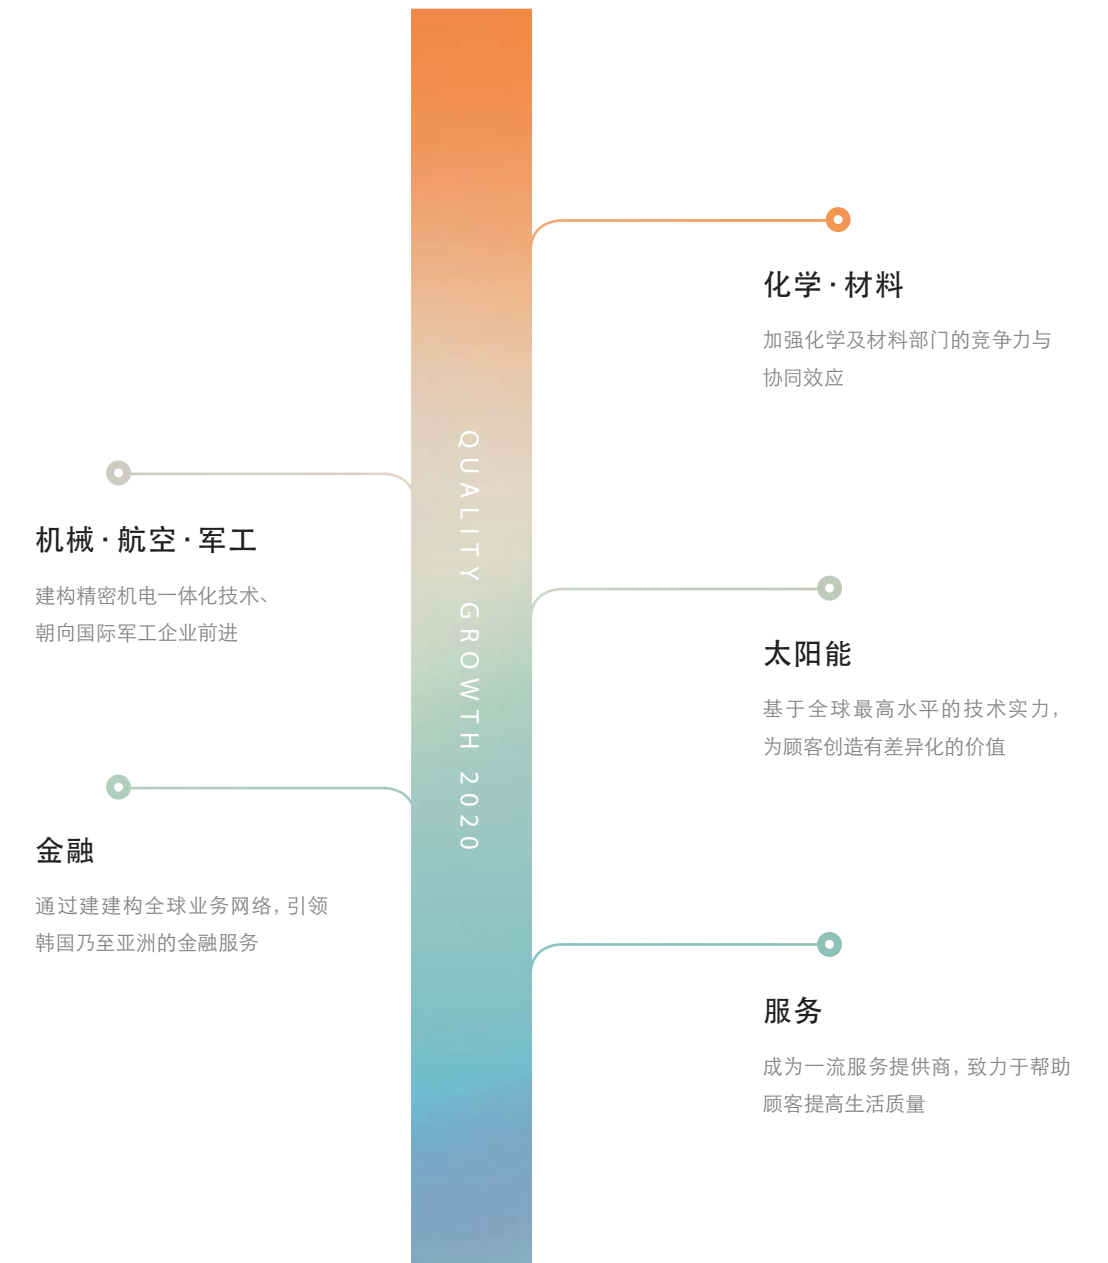 化学·材料
加强化学及材料部门的竞争力与
协同效应
QUALITY GROWTH 2020
机械·航空·军工
建构精密机电一体化技术、
朝向国际军工企业前进
太阳能
基于全球最高水平的技术实力,
为顾客创造有差异化的价值
金融
通过建建构全球业务网络, 引领
韩国乃至亚洲的金融服务
服务
成为一流服务提供商, 致力于帮助
顾客提高生活质量